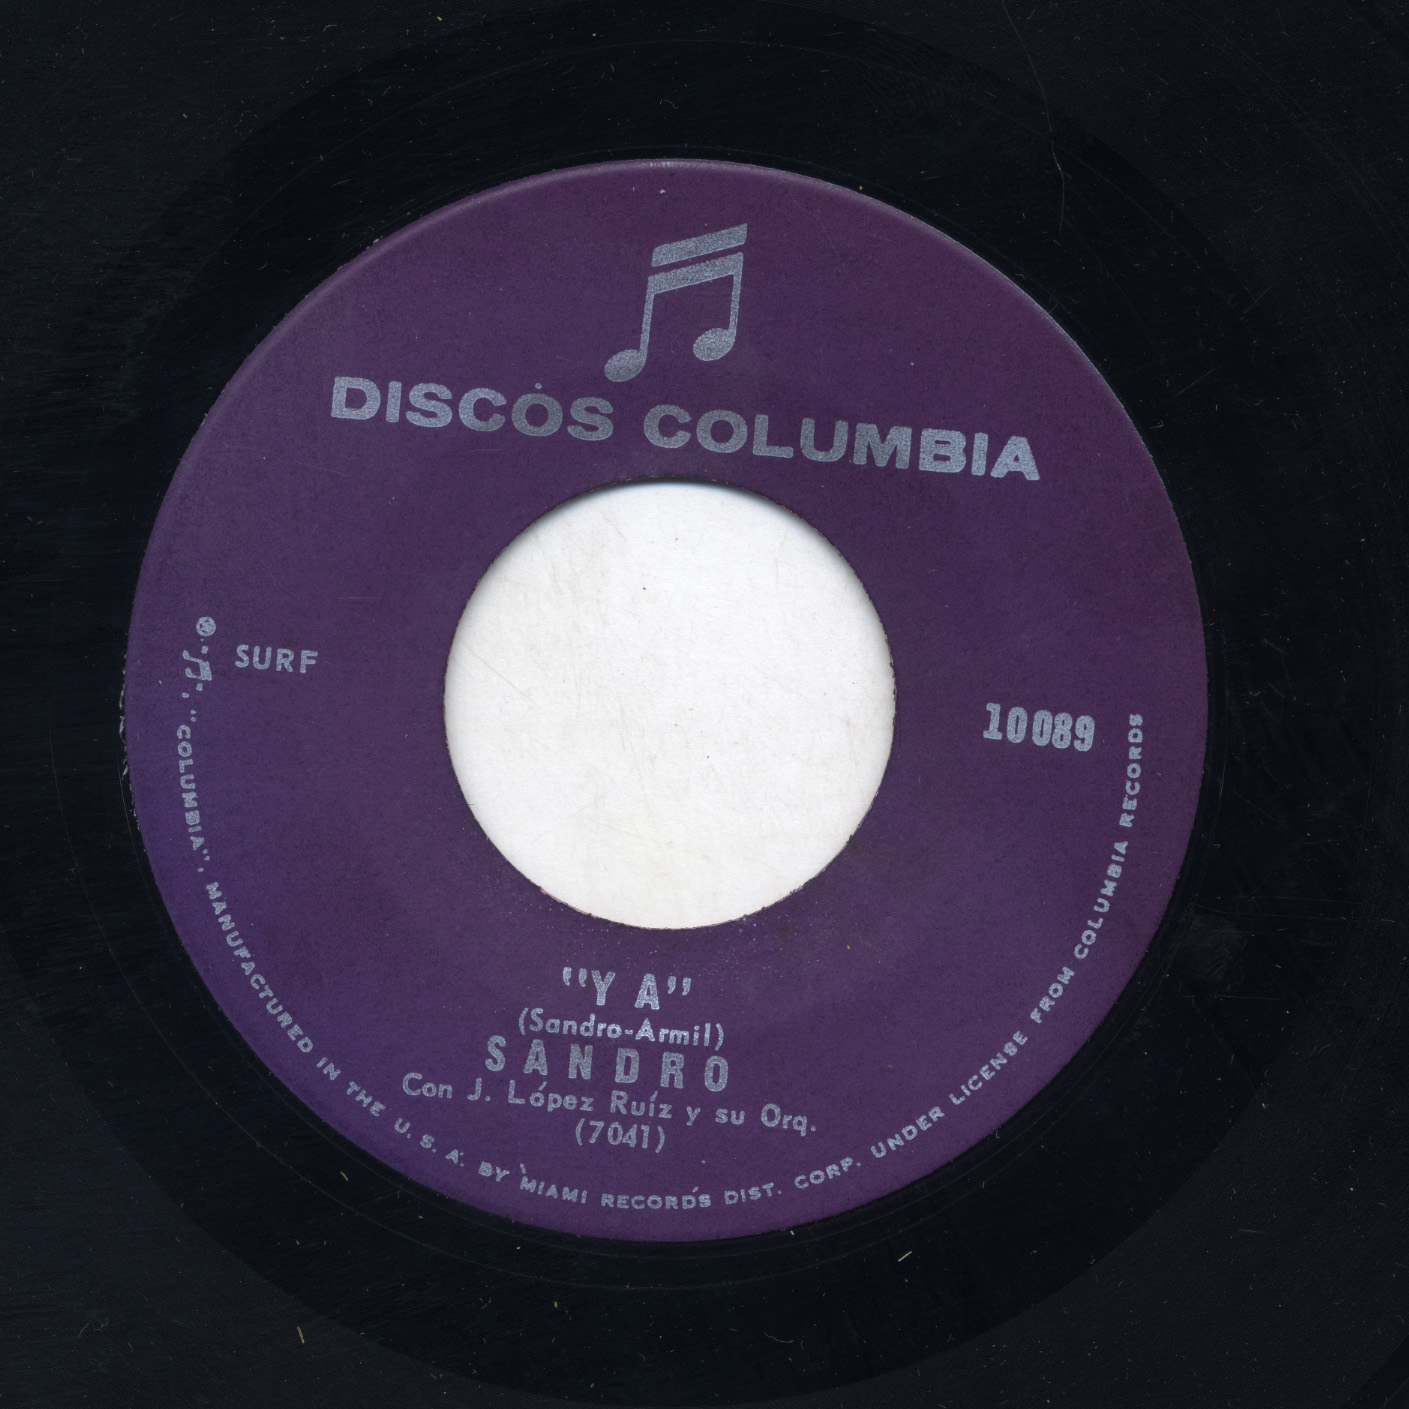 DISCOS COLUMBIA
SURF
10089
"Y A"
(Sandro-Armil)
SANDRO
Con J. López Ruíz y su Orq.
(7041)
"COLUMBIA", MANUFACTURED IN THE U. S. A. BY MIAMI RECORDS DIST. CORP. UNDER LICENSE FROM COLUMBIA RECORDS